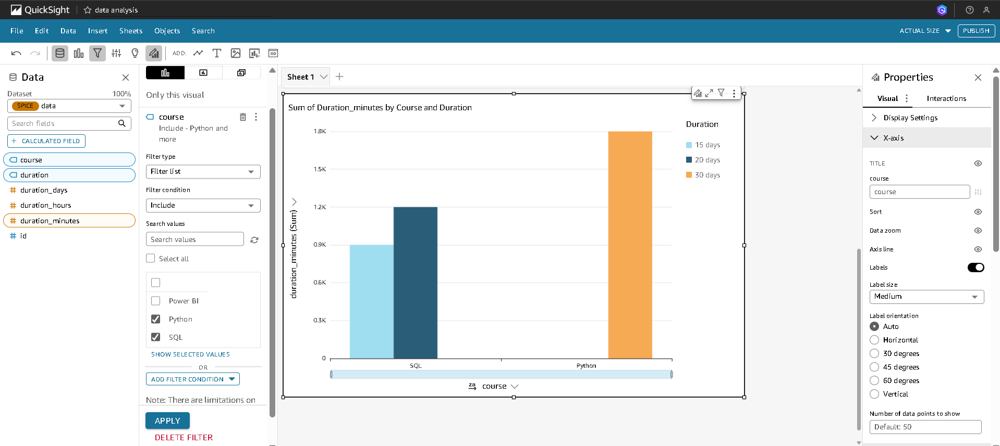 QuickSight data analysis
File Edit Data Insert Sheets Objects Search ACTUAL SIZE PUBLISH
ADD:
Data
Dataset 100%
SPICE data
Search fields
+ CALCULATED FIELD
course
duration
# duration_days
# duration_hours
# duration_minutes
# id
Only this visual
course
Include - Python and
more
Filter type
Filter list
Filter condition
Include
Search values
Search values
Select all
Power BI
Python
SQL
SHOW SELECTED VALUES
OR
ADD FILTER CONDITION
Note: There are limitations on
APPLY
DELETE FILTER
Sheet 1
Sum of Duration_minutes by Course and Duration
duration_minutes (Sum)
1.8K
1.5K
1.2K
0.9K
0.6K
0.3K
0
SQL Python
za course
Duration
15 days
20 days
30 days
Properties
Visual Interactions
Display Settings
X-axis
TITLE
course
course
Sort
Data zoom
Axis line
Labels
Label size
Medium
Label orientation
Auto
Horizontal
30 degrees
45 degrees
60 degrees
Vertical
Number of data points to show
Default: 50